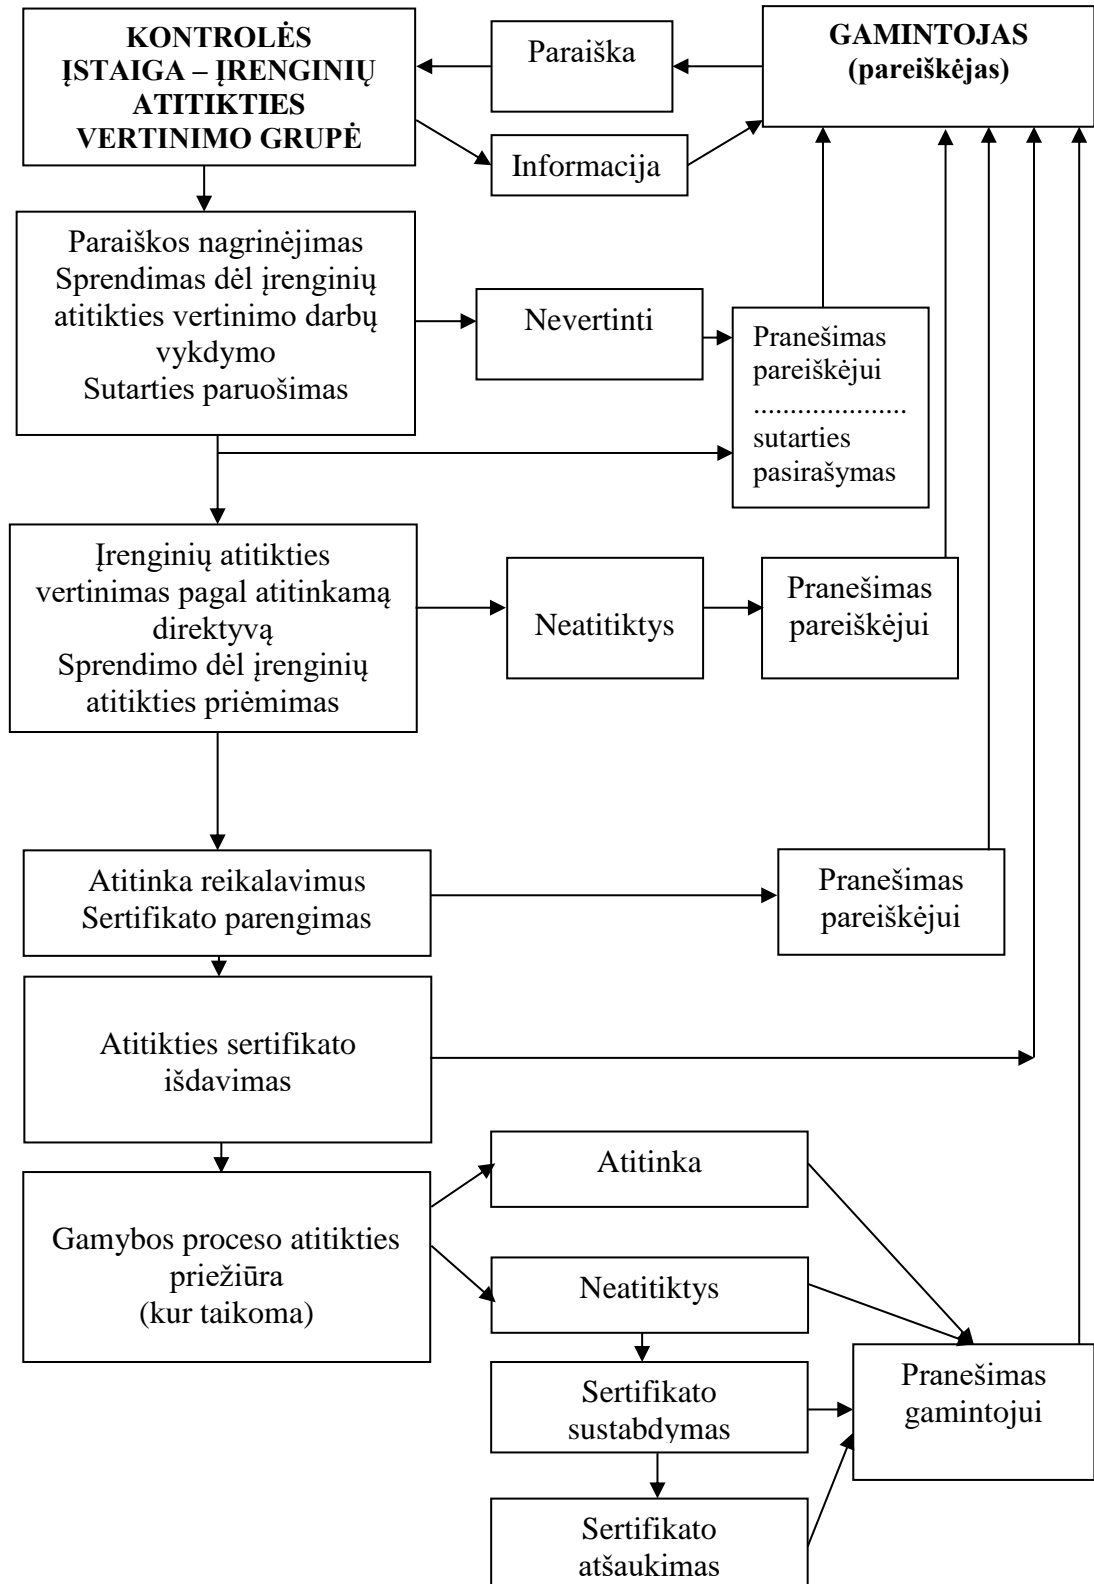 KONTROLĖS
ĮSTAIGA – ĮRENGINIŲ
ATITIKTIES
VERTINIMO GRUPĖ
Paraiška
GAMINTOJAS
(pareiškėjas)
Informacija
Paraiškos nagrinėjimas
Sprendimas dėl įrenginių
atitikties vertinimo darbų
vykdymo
Sutarties paruošimas
Nevertinti
Pranešimas
pareiškėjui
.....................
sutarties
pasirašymas
Įrenginių atitikties
vertinimas pagal atitinkamą
direktyvą
Sprendimo dėl įrenginių
atitikties priėmimas
Neatitiktys
Pranešimas
pareiškėjui
Atitinka reikalavimus
Sertifikato parengimas
Pranešimas
pareiškėjui
Atitikties sertifikato
išdavimas
Gamybos proceso atitikties
priežiūra
(kur taikoma)
Atitinka
Neatitiktys
Sertifikato
sustabdymas
Pranešimas
gamintojui
Sertifikato
atšaukimas